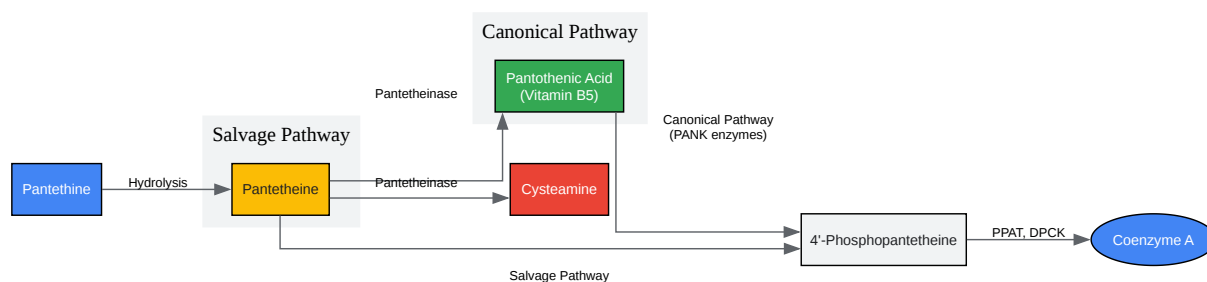 Canonical Pathway
Pantothenic Acid
(Vitamin B5)
Pantetheinase
Canonical Pathway
(PANK enzymes)
Salvage Pathway
Pantethine
Hydrolysis
Pantetheine
Pantetheinase
Cysteamine
4'-Phosphopantetheine
PPAT, DPCK
Coenzyme A
Salvage Pathway